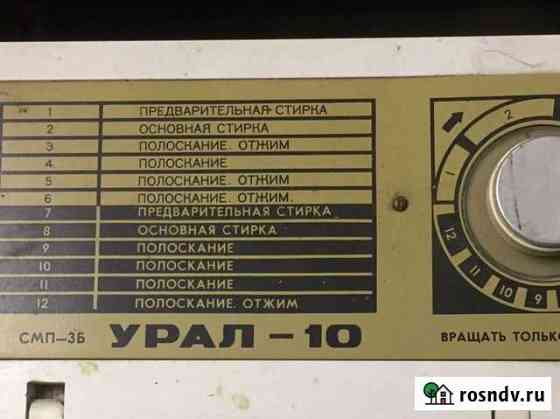 1 ПРЕДВАРИТЕЛЬНАЯ СТИРКА
2 ОСНОВНАЯ СТИРКА
3 ПОЛОСКАНИЕ. ОТЖИМ
4 ПОЛОСКАНИЕ.
5 ПОЛОСКАНИЕ. ОТЖИМ
6 ПОЛОСКАНИЕ. ОТЖИМ.
7 ПРЕДВАРИТЕЛЬНАЯ СТИРКА
8 ОСНОВНАЯ СТИРКА
9 ПОЛОСКАНИЕ
10 ПОЛОСКАНИЕ
11 ПОЛОСКАНИЕ
12 ПОЛОСКАНИЕ. ОТЖИМ
2
1
12
11
10
9
СМП-3Б УРАЛ-10
ВРАЩАТЬ ТОЛЬКО
rosndv.ru